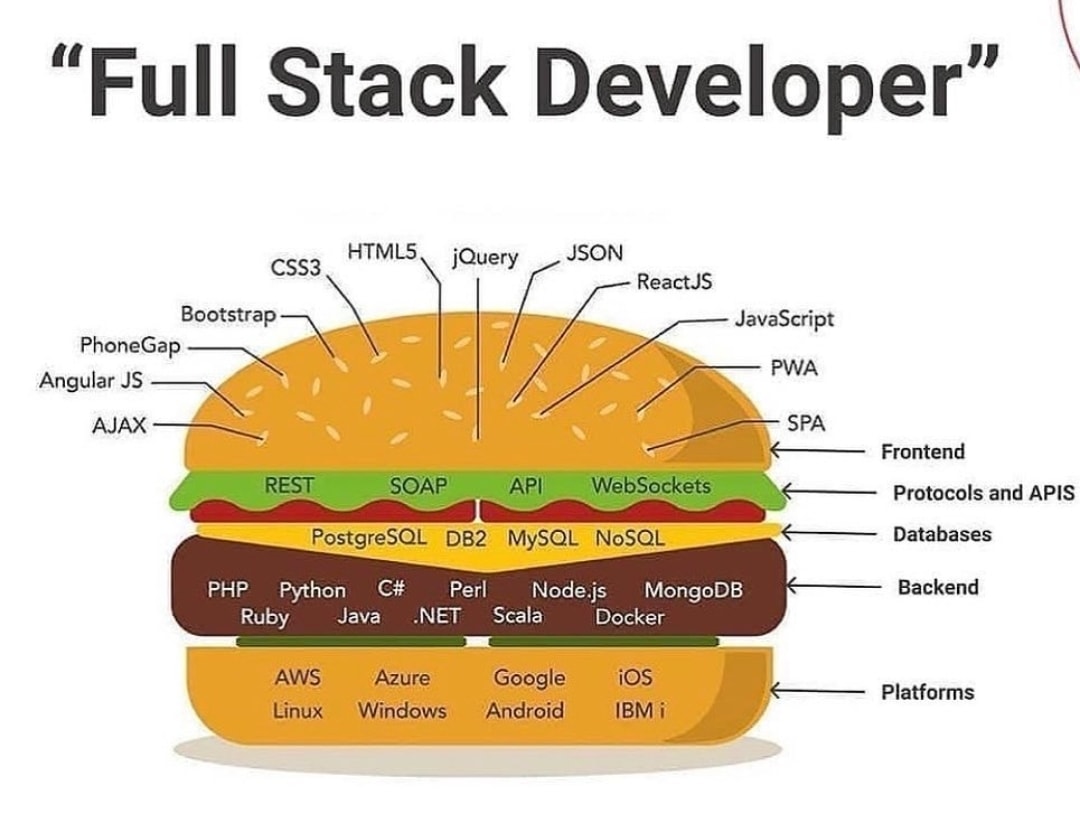 “Full Stack Developer”
HTML5
jQuery
JSON
CSS3
ReactJS
Bootstrap
JavaScript
PhoneGap
PWA
Angular JS
AJAX
SPA
Frontend
REST SOAP API WebSockets
Protocols and APIS
PostgreSQL DB2 MySQL NoSQL
Databases
PHP Python C# Perl Node.js MongoDB
Backend
Ruby Java .NET Scala Docker
AWS Azure Google iOS
Platforms
Linux Windows Android IBM i